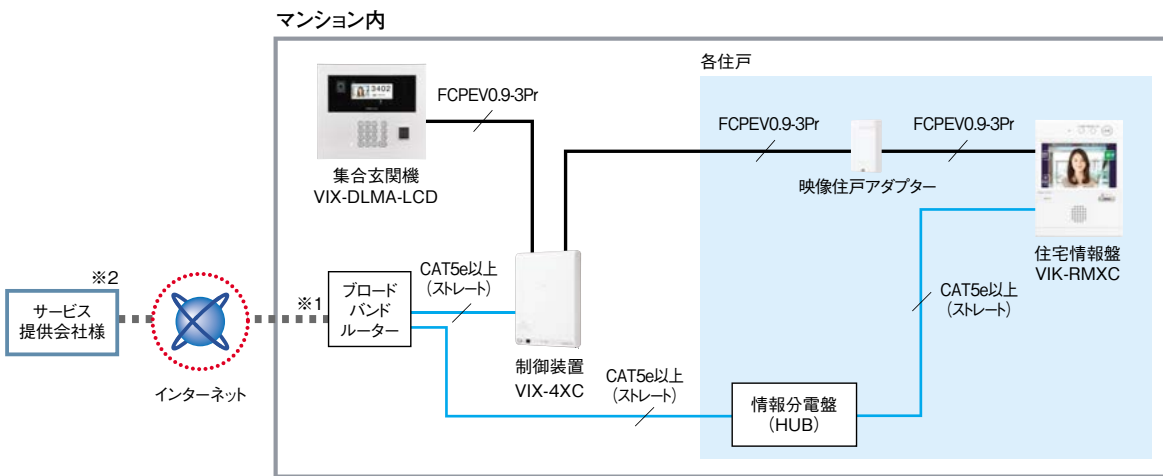 マンション内
各住戸
3402
FCPEV0.9-3Pr
FCPEV0.9-3Pr
FCPEV0.9-3Pr
集合玄関機
VIX-DLMA-LCD
映像住戸アダプター
住宅情報盤
VIK-RMXC
※2
サービス
提供会社様
インターネット
※1
ブロード
バンド
ルーター
CAT5e以上
(ストレート)
制御装置
VIX-4XC
CAT5e以上
(ストレート)
CAT5e以上
(ストレート)
情報分電盤
(HUB)